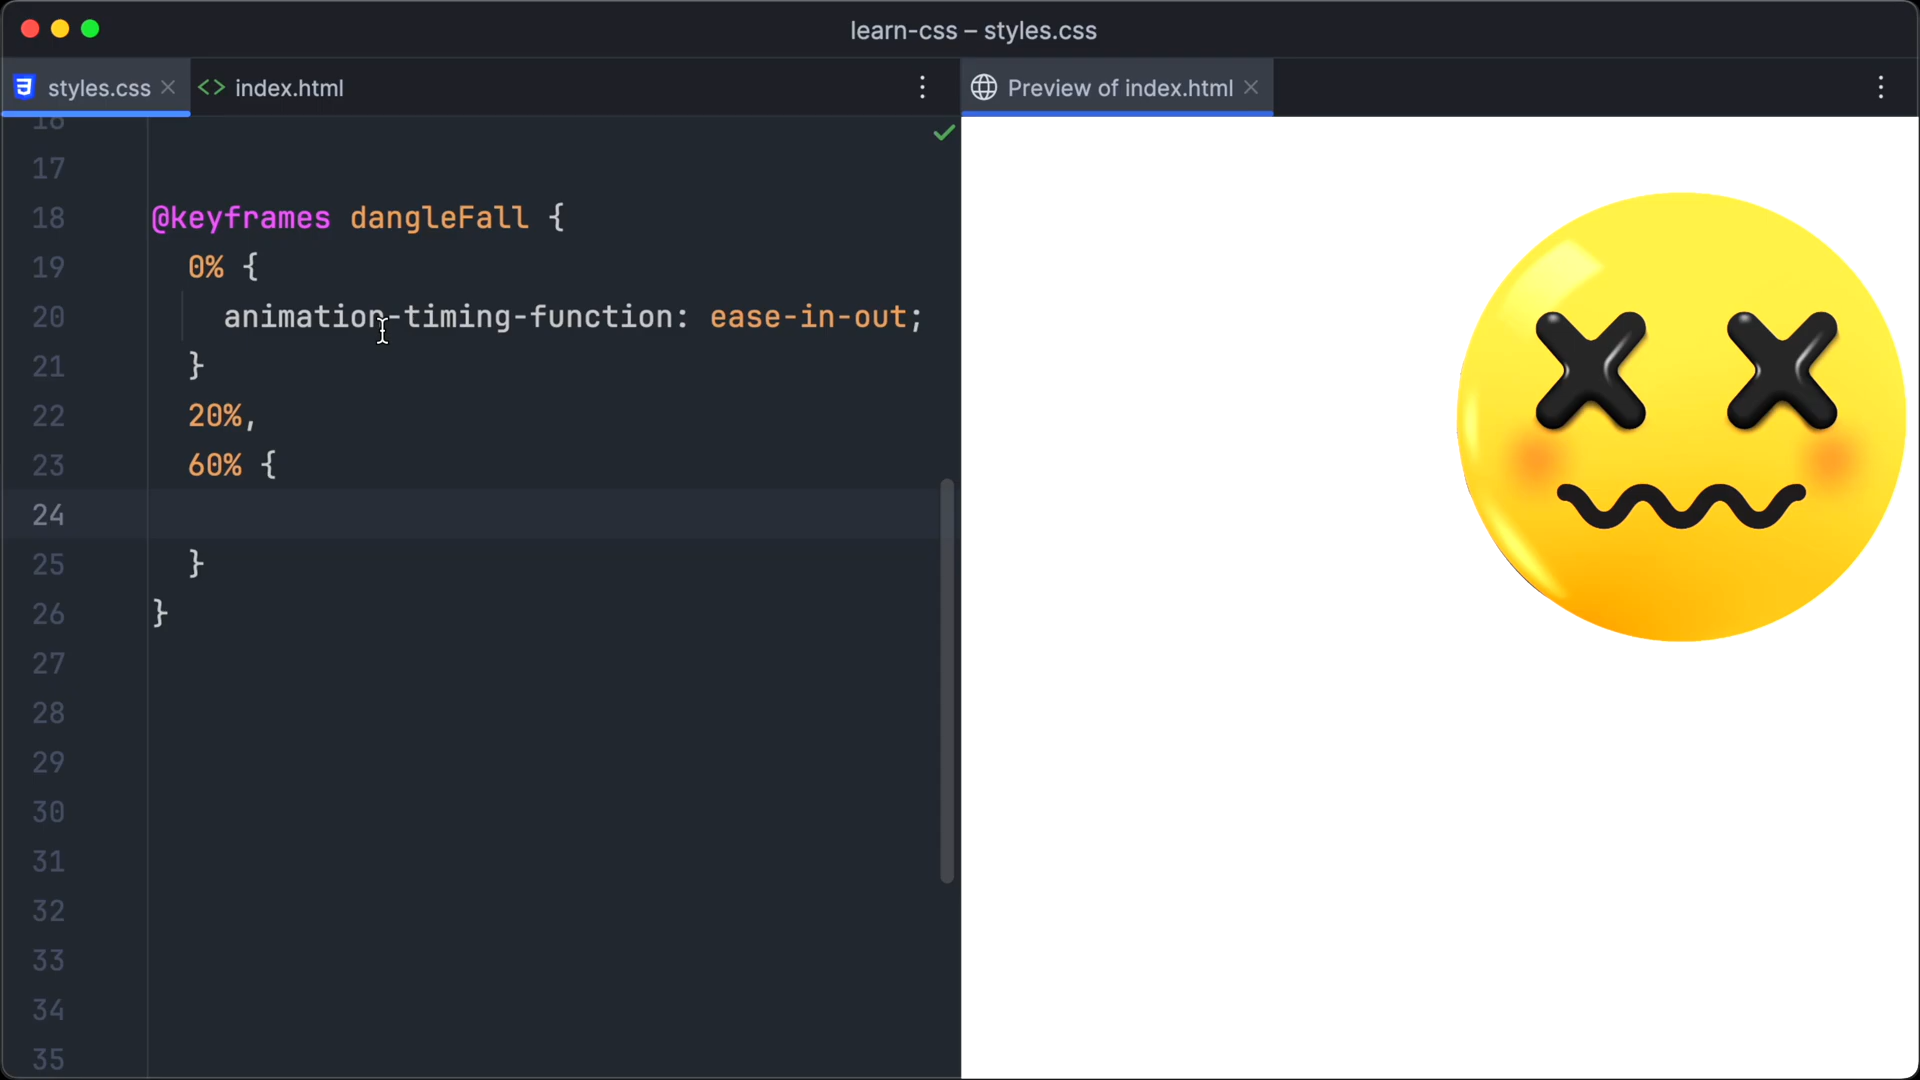 learn-css – styles.css
styles.css
index.html
Preview of index.html
16
17
18 @keyframes dangleFall {
19 0% {
20 animation-timing-function: ease-in-out;
21 }
22 20%,
23 60% {
24
25 }
26 }
27
28
29
30
31
32
33
34
35